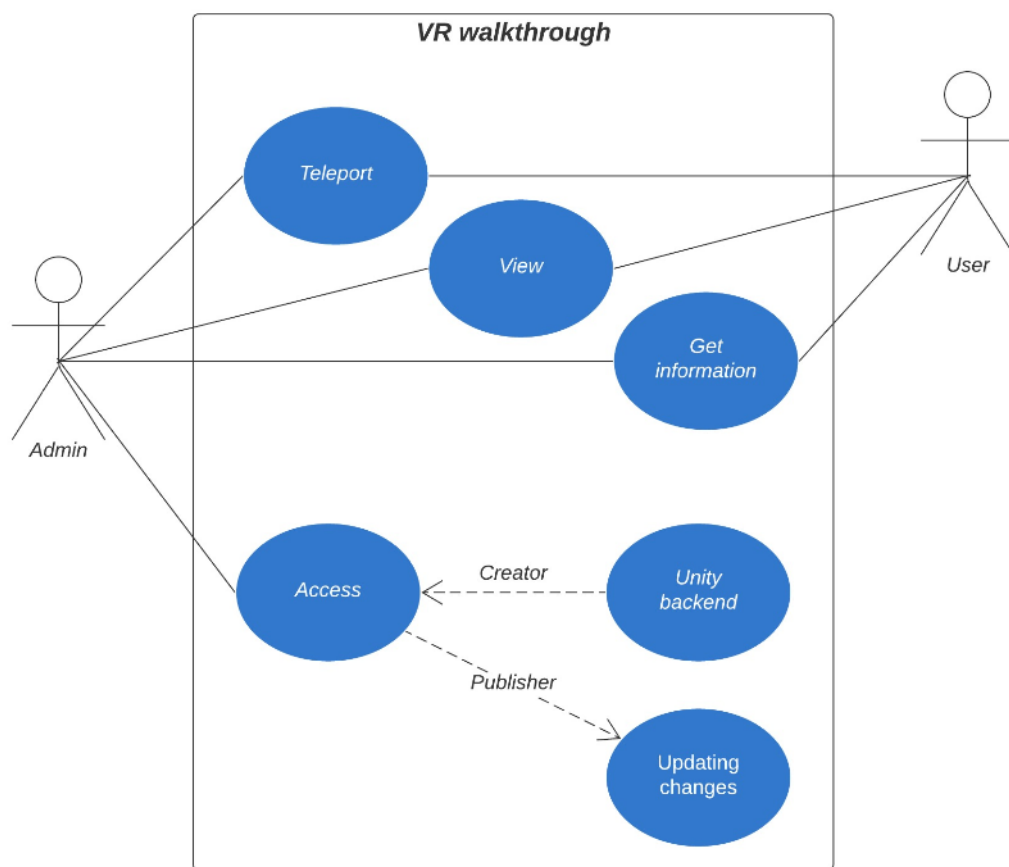 VR walkthrough
Teleport
View
User
Get
information
Admin
Access
Creator
Unity
backend
Publisher
Updating
changes